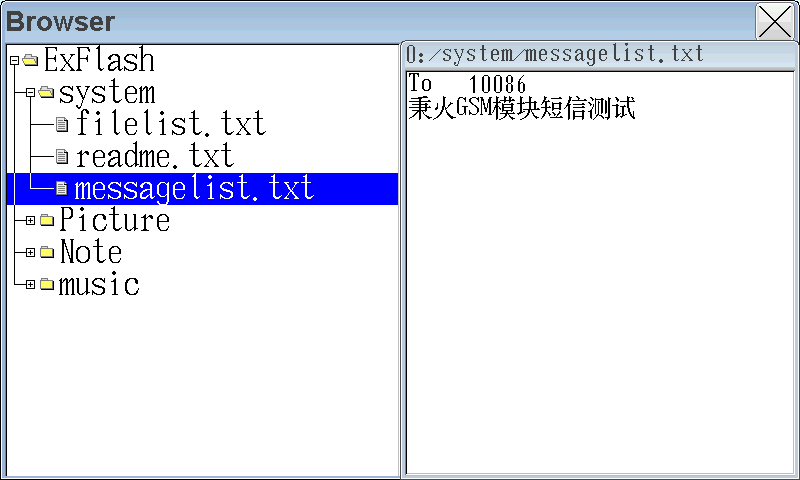 Browser
ExFlash
system
filelist.txt
readme.txt
messagelist.txt
Picture
Note
music
0:/system/messagelist.txt
To 10086
秉火GSM模块短信测试